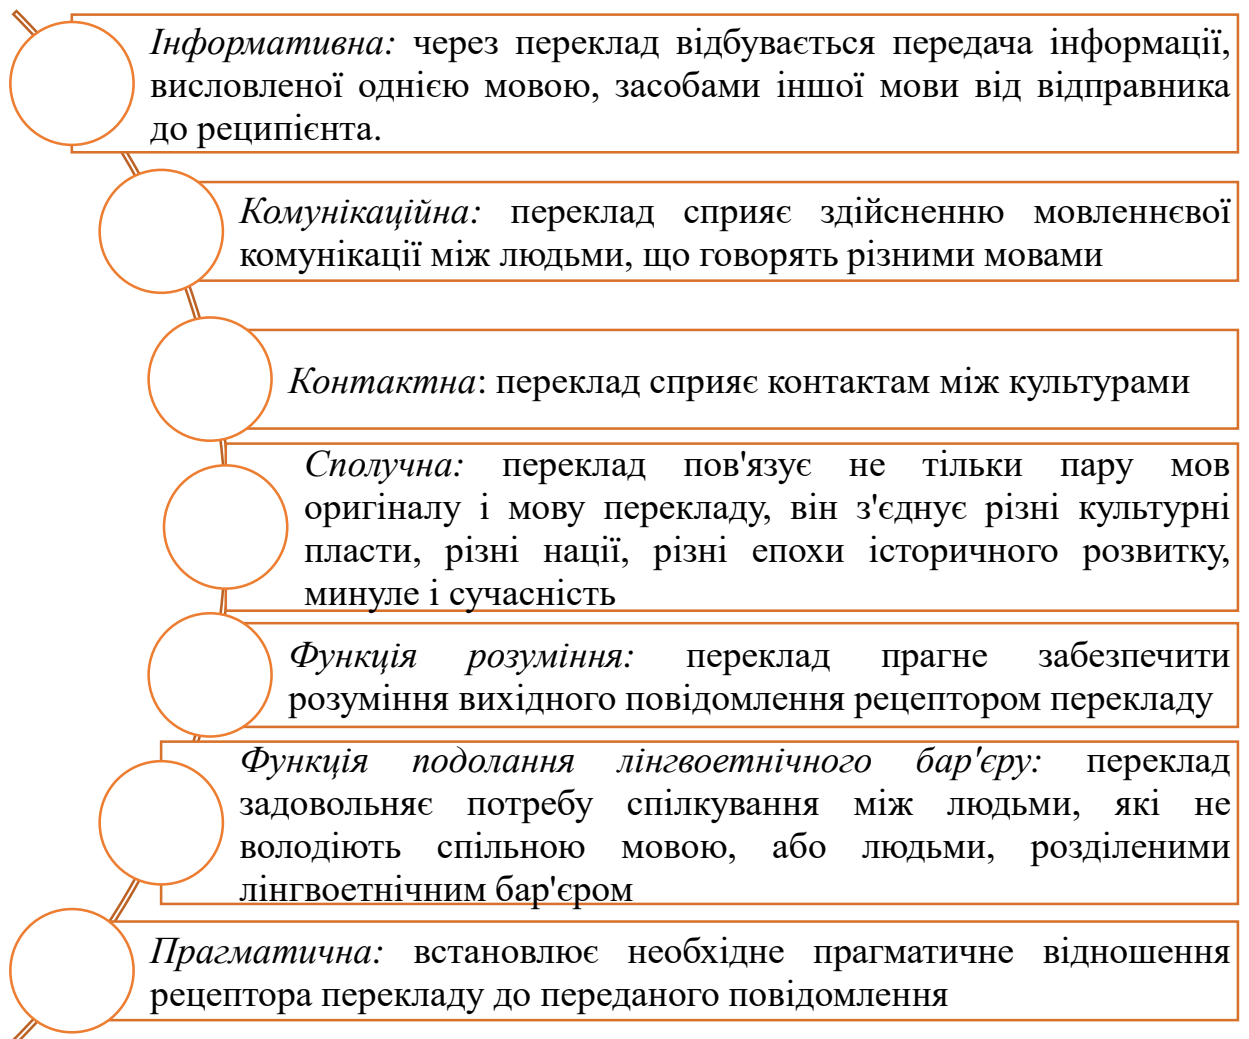 Інформативна: через переклад відбувається передача інформації,
висловленої однією мовою, засобами іншої мови від відправника
до реципієнта.
Комунікаційна: переклад сприяє здійсненню мовленнєвої
комунікації між людьми, що говорять різними мовами
Контактна: переклад сприяє контактам між культурами
Сполучна: переклад пов'язує не тільки пару мов
оригіналу і мову перекладу, він з'єднує різні культурні
пласти, різні нації, різні епохи історичного розвитку,
минуле і сучасність
Функція розуміння: переклад прагне забезпечити
розуміння вихідного повідомлення рецептором перекладу
Функція подолання лінгвоетнічного бар'єру: переклад
задовольняє потребу спілкування між людьми, які не
володіють спільною мовою, або людьми, розділеними
лінгвоетнічним бар'єром
Прагматична: встановлює необхідне прагматичне відношення
рецептора перекладу до переданого повідомлення